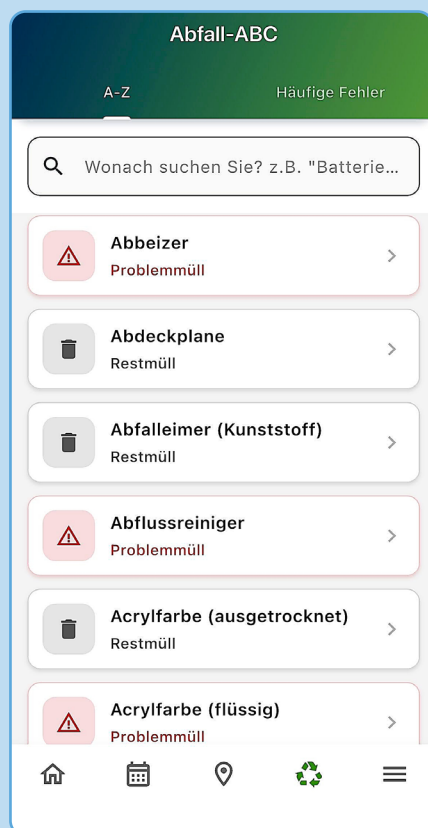 Abfall-ABC
A-Z Häufige Fehler
Wonach suchen Sie? z.B. "Batterie...
Abbeizer
Problemmüll
Abdeckplane
Restmüll
Abfalleimer (Kunststoff)
Restmüll
Abflussreiniger
Problemmüll
Acrylfarbe (ausgetrocknet)
Restmüll
Acrylfarbe (flüssig)
Problemmüll